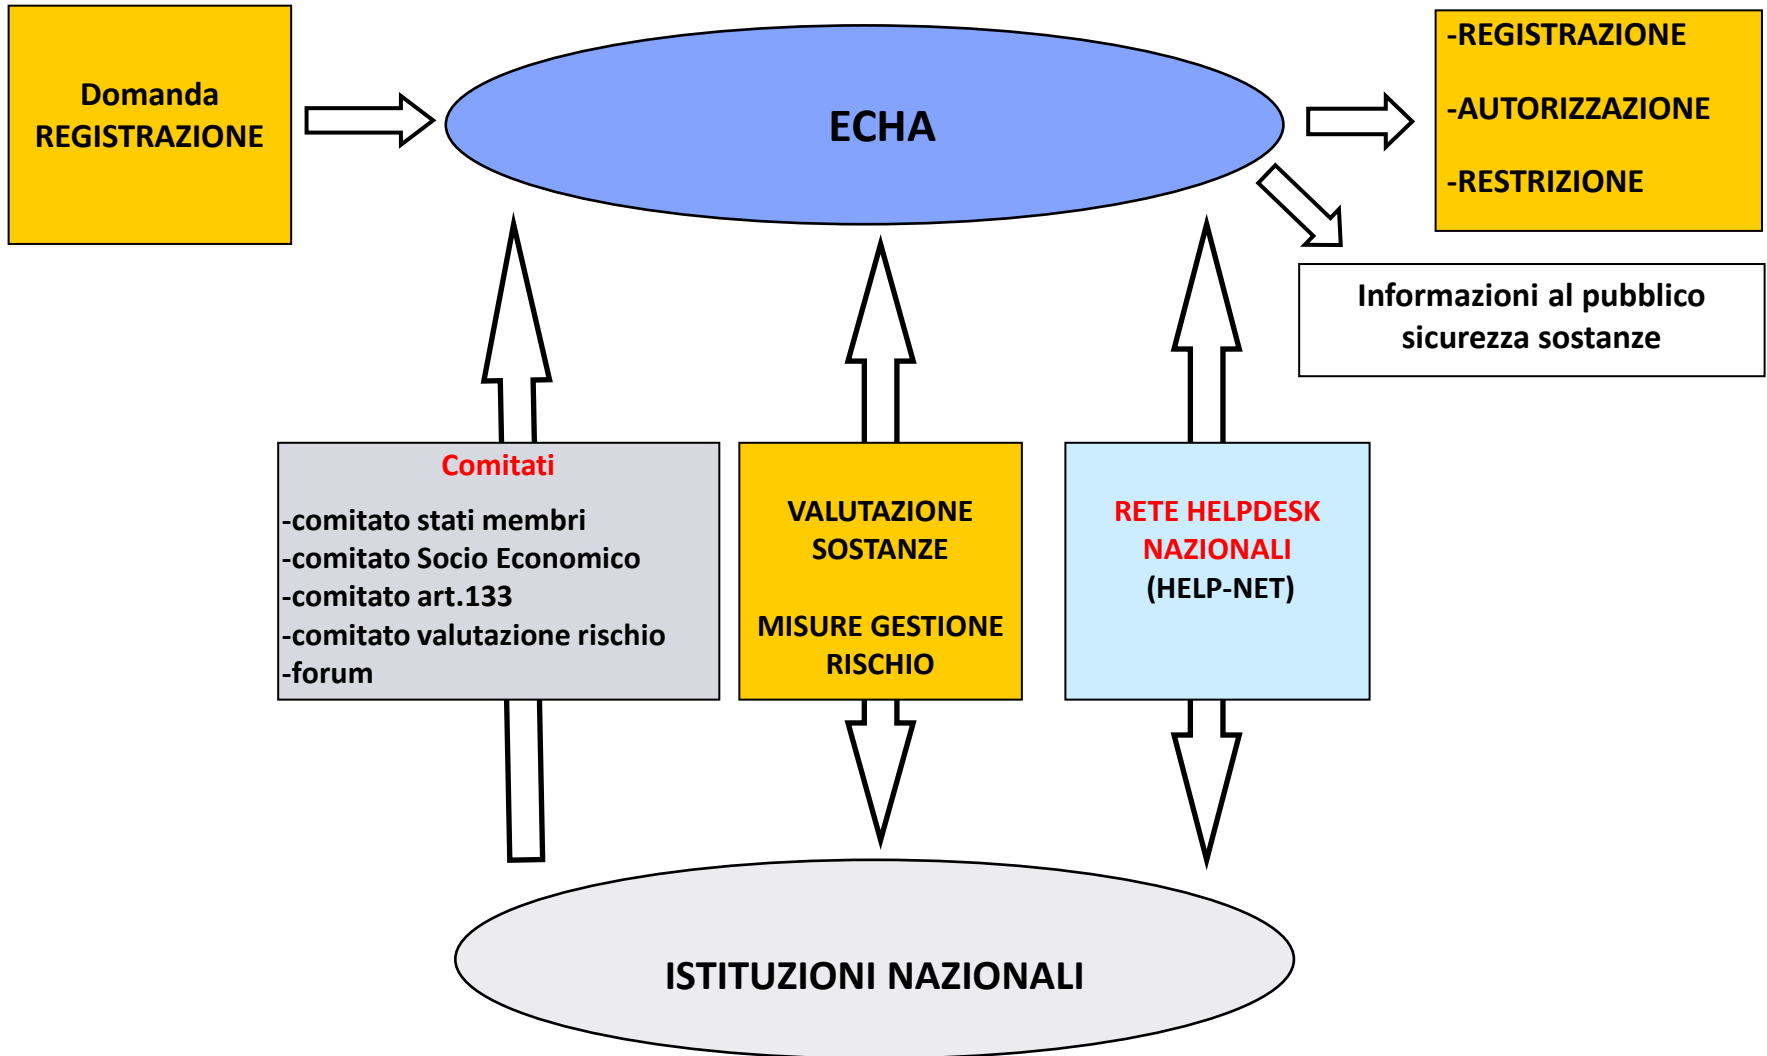 Domanda
REGISTRAZIONE
ECHA
-REGISTRAZIONE
-AUTORIZZAZIONE
-RESTRIZIONE
Informazioni al pubblico
sicurezza sostanze
Comitati
-comitato stati membri
-comitato Socio Economico
-comitato art.133
-comitato valutazione rischio
-forum
VALUTAZIONE
SOSTANZE
MISURE GESTIONE
RISCHIO
RETE HELPDESK
NAZIONALI
(HELP-NET)
ISTITUZIONI NAZIONALI